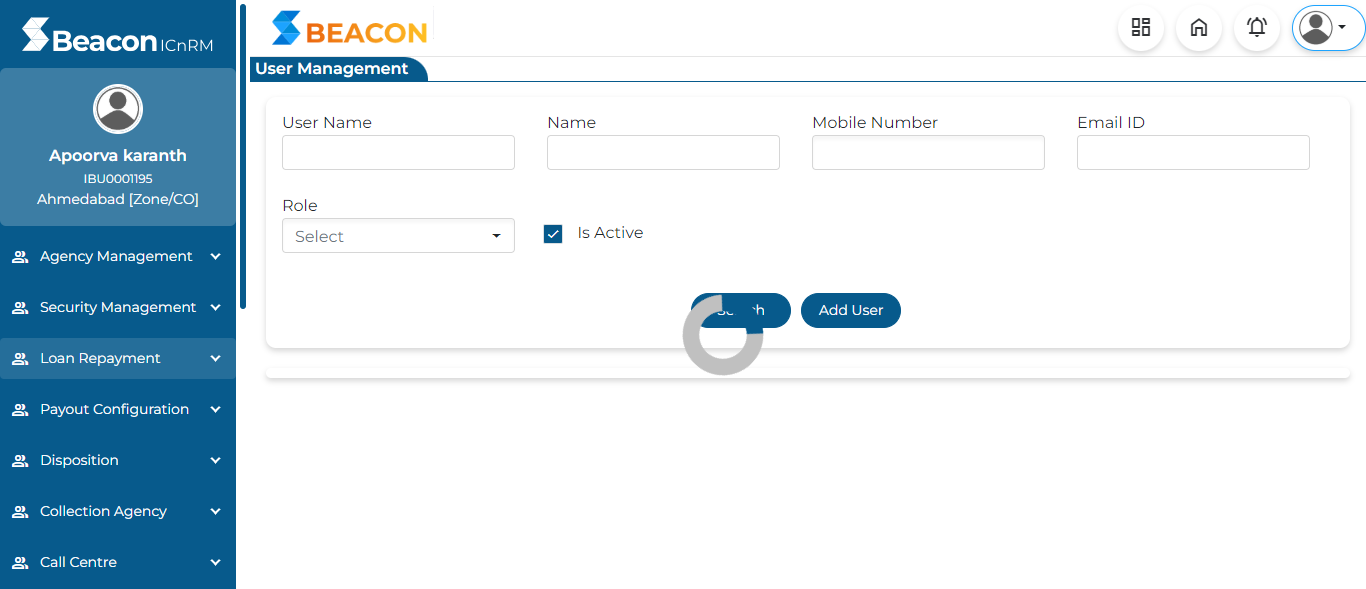 Beacon ICnRM
Apoorva karanth
IBU0001195
Ahmedabad [Zone/CO]
Agency Management
Security Management
Loan Repayment
Payout Configuration
Disposition
Collection Agency
Call Centre
BEACON
User Management
User Name Name Mobile Number Email ID
Role
Select
Is Active
Add User